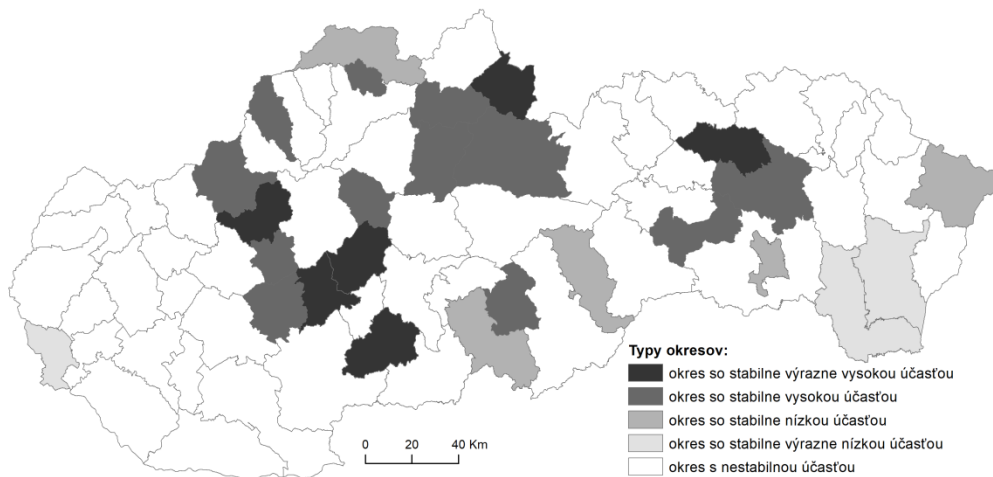 Typy okresov:
okres so stabilne výrazne vysokou účasťou
okres so stabilne vysokou účasťou
okres so stabilne nízkou účasťou
okres so stabilne výrazne nízkou účasťou
okres s nestabilnou účasťou
0 20 40 Km